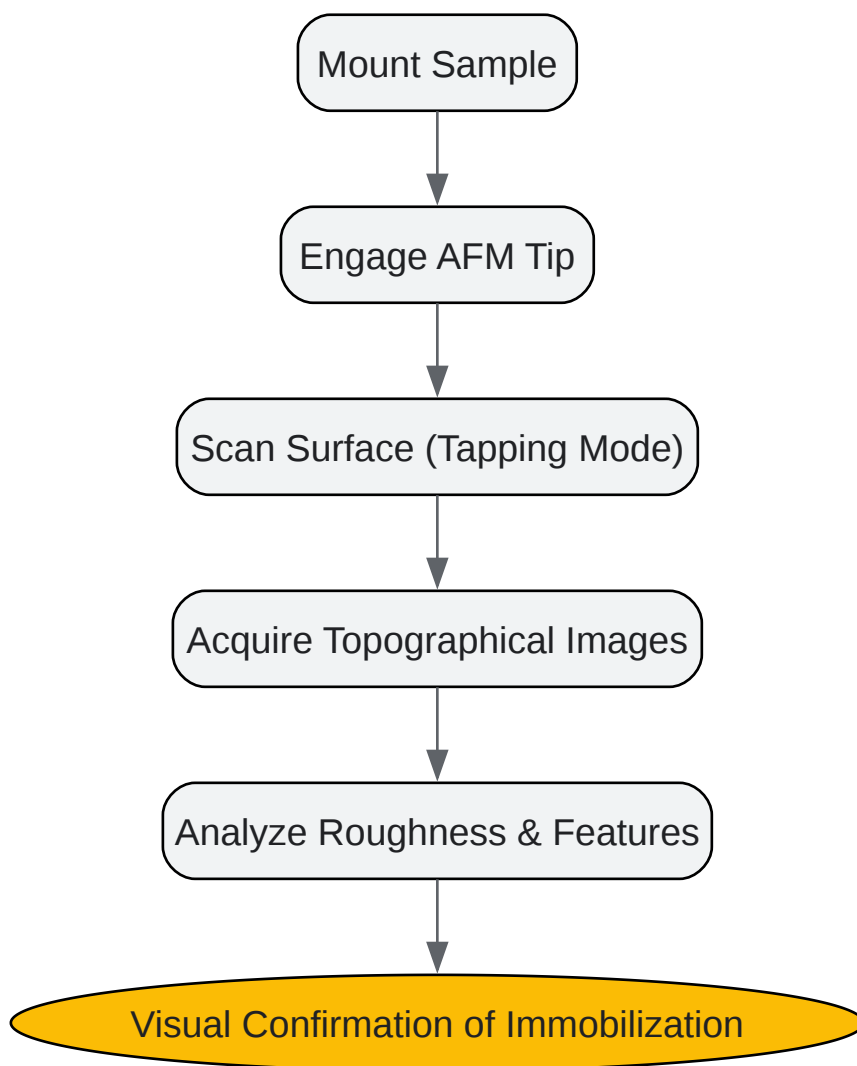 Mount Sample
Engage AFM Tip
Scan Surface (Tapping Mode)
Acquire Topographical Images
Analyze Roughness & Features
Visual Confirmation of Immobilization